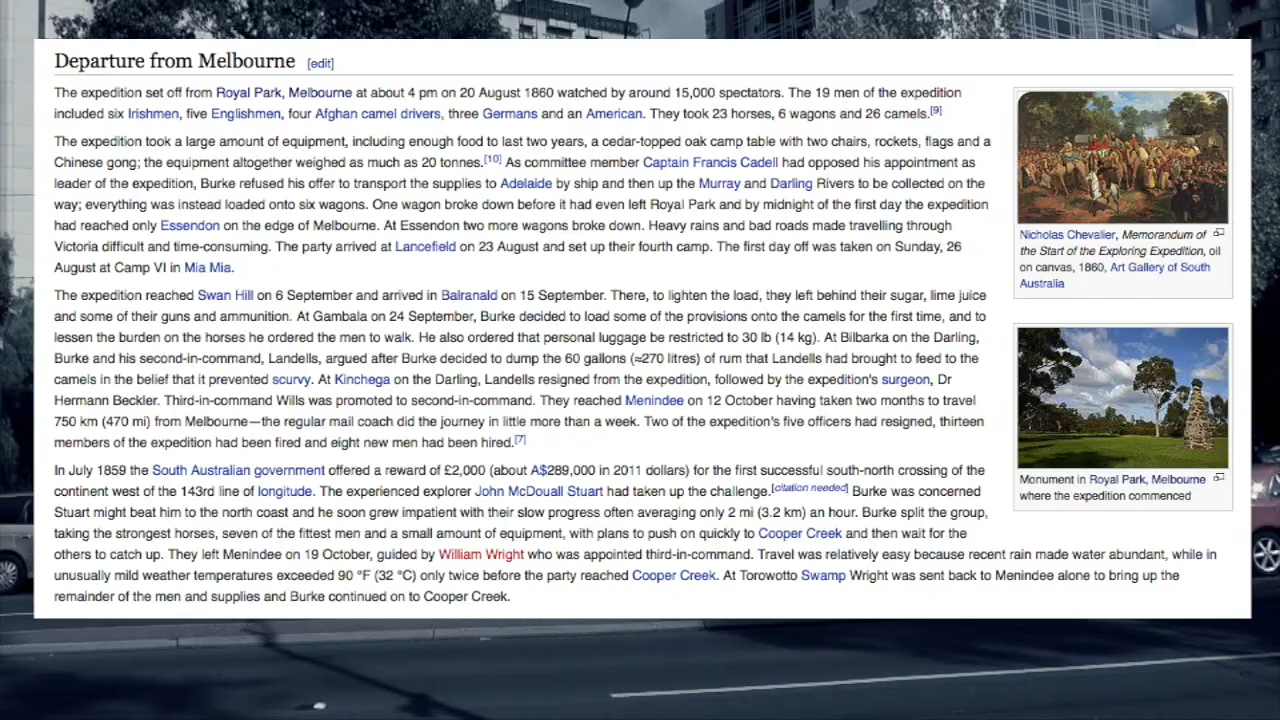 Departure from Melbourne [edit]
The expedition set off from Royal Park, Melbourne at about 4 pm on 20 August 1860 watched by around 15,000 spectators. The 19 men of the expedition
included six Irishmen, five Englishmen, four Afghan camel drivers, three Germans and an American. They took 23 horses, 6 wagons and 26 camels.[9]
The expedition took a large amount of equipment, including enough food to last two years, a cedar-topped oak camp table with two chairs, rockets, flags and a
Chinese gong; the equipment altogether weighed as much as 20 tonnes.[10] As committee member Captain Francis Cadell had opposed his appointment as
leader of the expedition, Burke refused his offer to transport the supplies to Adelaide by ship and then up the Murray and Darling Rivers to be collected on the
way; everything was instead loaded onto six wagons. One wagon broke down before it had even left Royal Park and by midnight of the first day the expedition
had reached only Essendon on the edge of Melbourne. At Essendon two more wagons broke down. Heavy rains and bad roads made travelling through
Victoria difficult and time-consuming. The party arrived at Lancefield on 23 August and set up their fourth camp. The first day off was taken on Sunday, 26
August at Camp VI in Mia Mia.
The expedition reached Swan Hill on 6 September and arrived in Balranald on 15 September. There, to lighten the load, they left behind their sugar, lime juice
and some of their guns and ammunition. At Gambala on 24 September, Burke decided to load some of the provisions onto the camels for the first time, and to
lessen the burden on the horses he ordered the men to walk. He also ordered that personal luggage be restricted to 30 lb (14 kg). At Bilbarka on the Darling,
Burke and his second-in-command, Landells, argued after Burke decided to dump the 60 gallons (≈270 litres) of rum that Landells had brought to feed to the
camels in the belief that it prevented scurvy. At Kinchega on the Darling, Landells resigned from the expedition, followed by the expedition's surgeon, Dr
Hermann Beckler. Third-in-command Wills was promoted to second-in-command. They reached Menindee on 12 October having taken two months to travel
750 km (470 mi) from Melbourne—the regular mail coach did the journey in little more than a week. Two of the expedition's five officers had resigned, thirteen
members of the expedition had been fired and eight new men had been hired.[7]
In July 1859 the South Australian government offered a reward of £2,000 (about A$289,000 in 2011 dollars) for the first successful south-north crossing of the
continent west of the 143rd line of longitude. The experienced explorer John McDouall Stuart had taken up the challenge.[citation needed] Burke was concerned
Stuart might beat him to the north coast and he soon grew impatient with their slow progress often averaging only 2 mi (3.2 km) an hour. Burke split the group,
taking the strongest horses, seven of the fittest men and a small amount of equipment, with plans to push on quickly to Cooper Creek and then wait for the
others to catch up. They left Menindee on 19 October, guided by William Wright who was appointed third-in-command. Travel was relatively easy because recent rain made water abundant, while in
unusually mild weather temperatures exceeded 90 °F (32 °C) only twice before the party reached Cooper Creek. At Torowotto Swamp Wright was sent back to Menindee alone to bring up the
remainder of the men and supplies and Burke continued on to Cooper Creek.
Nicholas Chevalier, Memorandum of
the Start of the Exploring Expedition, oil
on canvas, 1860, Art Gallery of South
Australia
Monument in Royal Park, Melbourne
where the expedition commenced